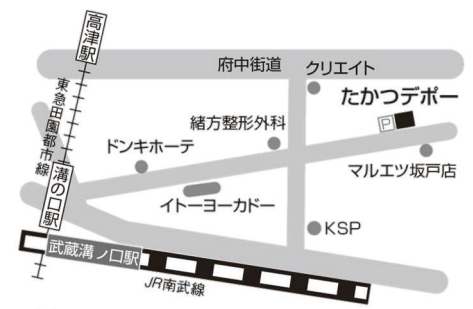 高津駅
府中街道
クリエイト
東急田園都市線
たかつデポー
P
緒方整形外科
ドンキホーテ
マルエツ坂戸店
溝の口駅
イトーヨーカドー
KSP
武蔵溝ノ口駅
JR南武線